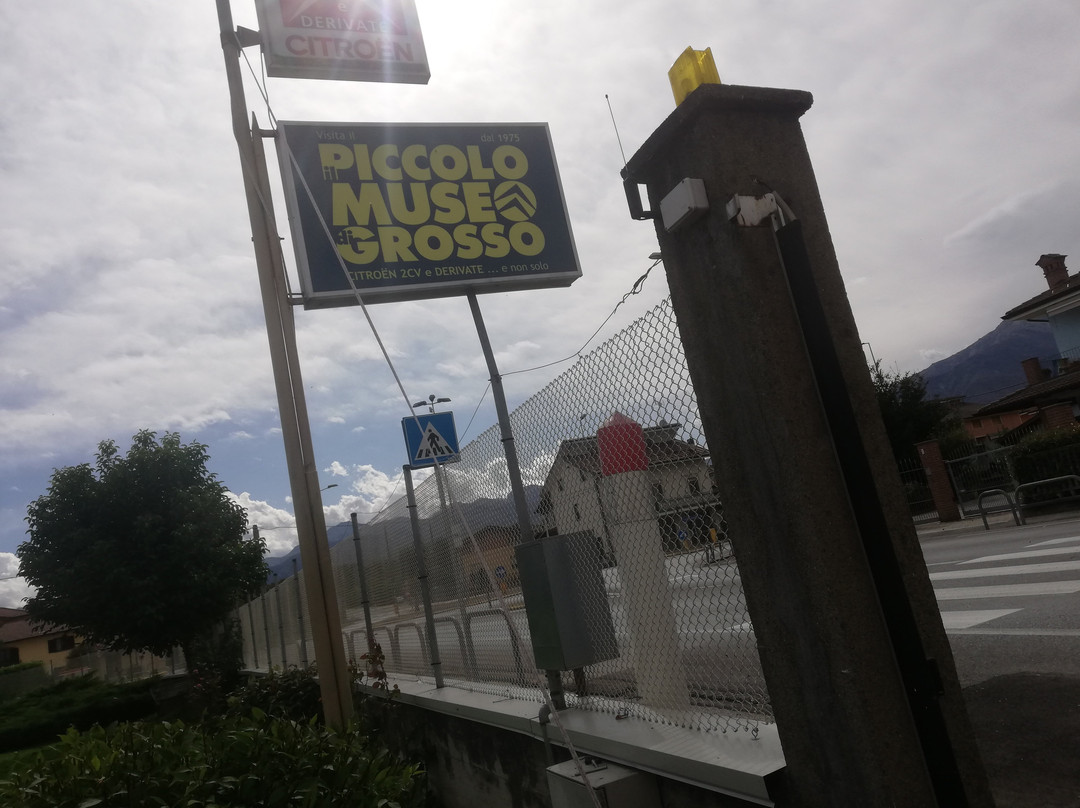 e
DERIVATE
CITROËN
Visita il
dal 1975
il PICCOLO
MUSEO
di GROSSO
CITROËN 2CV e DERIVATE ... e non solo